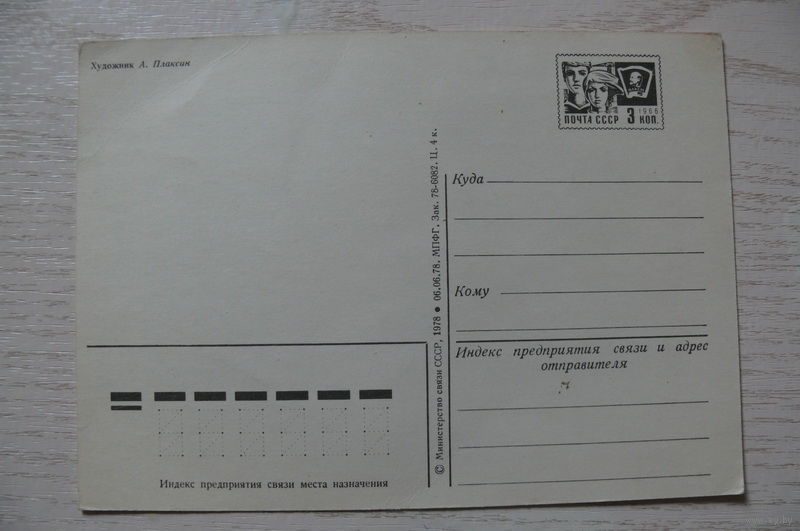 Художник А. Плаксин
1966
ПОЧТА СССР 3 КОП.
Куда
Кому
Индекс предприятия связи и адрес
отправителя
© Министерство связи СССР, 1978 ● 06.06.78. МПФГ. Зак. 78-6082. Ц. 4 к.
Индекс предприятия связи места назначения